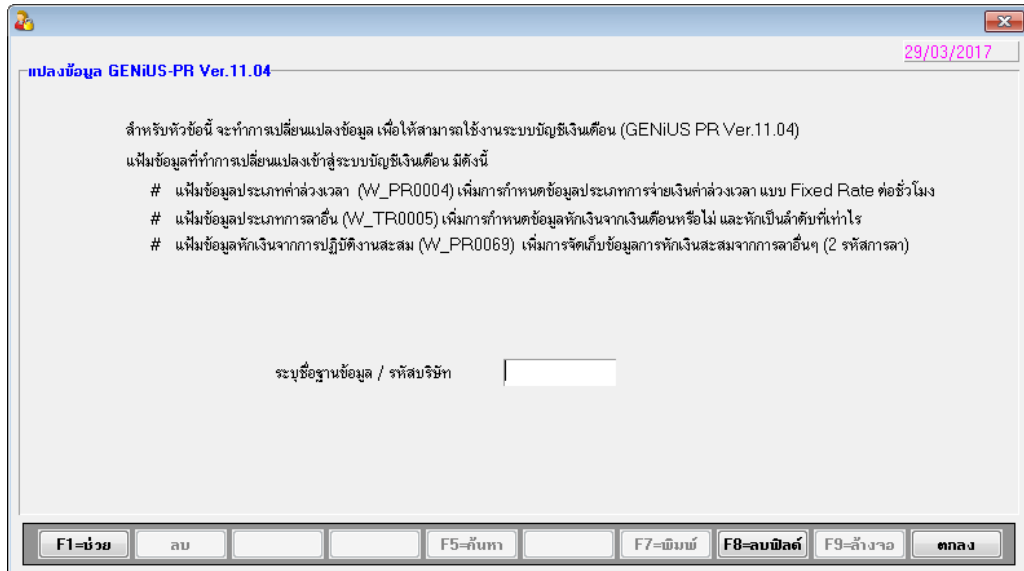 29/03/2017
แปลงข้อมูล GENiUS-PR Ver.11.04
สำหรับหัวข้อนี้ จะทำการเปลี่ยนแปลงข้อมูล เพื่อให้สามารถใช้งานระบบบัญชีเงินเดือน (GENiUS PR Ver.11.04)
แฟ้มข้อมูลที่ทำการเปลี่ยนแปลงเข้าสู่ระบบบัญชีเงินเดือน มีดังนี้
# แฟ้มข้อมูลประเภทค่าล่วงเวลา (W_PR0004) เพิ่มการกำหนดข้อมูลประเภทการจ่ายเงินค่าล่วงเวลา แบบ Fixed Rate ต่อชั่วโมง
# แฟ้มข้อมูลประเภทการลาอื่น (W_TR0005) เพิ่มการกำหนดข้อมูลหักเงินจากเงินเดือนหรือไม่ และหักเป็นลำดับที่เท่าไร
# แฟ้มข้อมูลหักเงินจากการปฏิบัติงานสะสม (W_PR0069) เพิ่มการจัดเก็บข้อมูลการหักเงินสะสมจากการลาอื่นๆ (2 รหัสการลา)
ระบุชื่อฐานข้อมูล / รหัสบริษัท
F1=ช่วย ลบ F5=ค้นหา F7=พิมพ์ F8=ลบฟิลด์ F9=ล้างจอ ตกลง